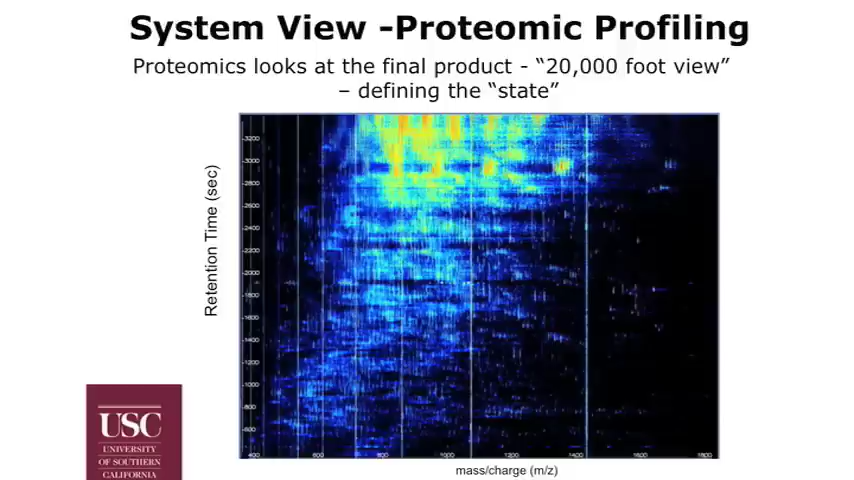 System View -Proteomic Profiling
Proteomics looks at the final product - “20,000 foot view”
– defining the “state”
Retention Time (sec)
3200
3000
2800
2600
2400
2200
2000
1800
1600
1400
1200
1000
800
600
400 600 800 1000 1200 1400 1600 1800
mass/charge (m/z)
USC
UNIVERSITY
OF SOUTHERN
CALIFORNIA